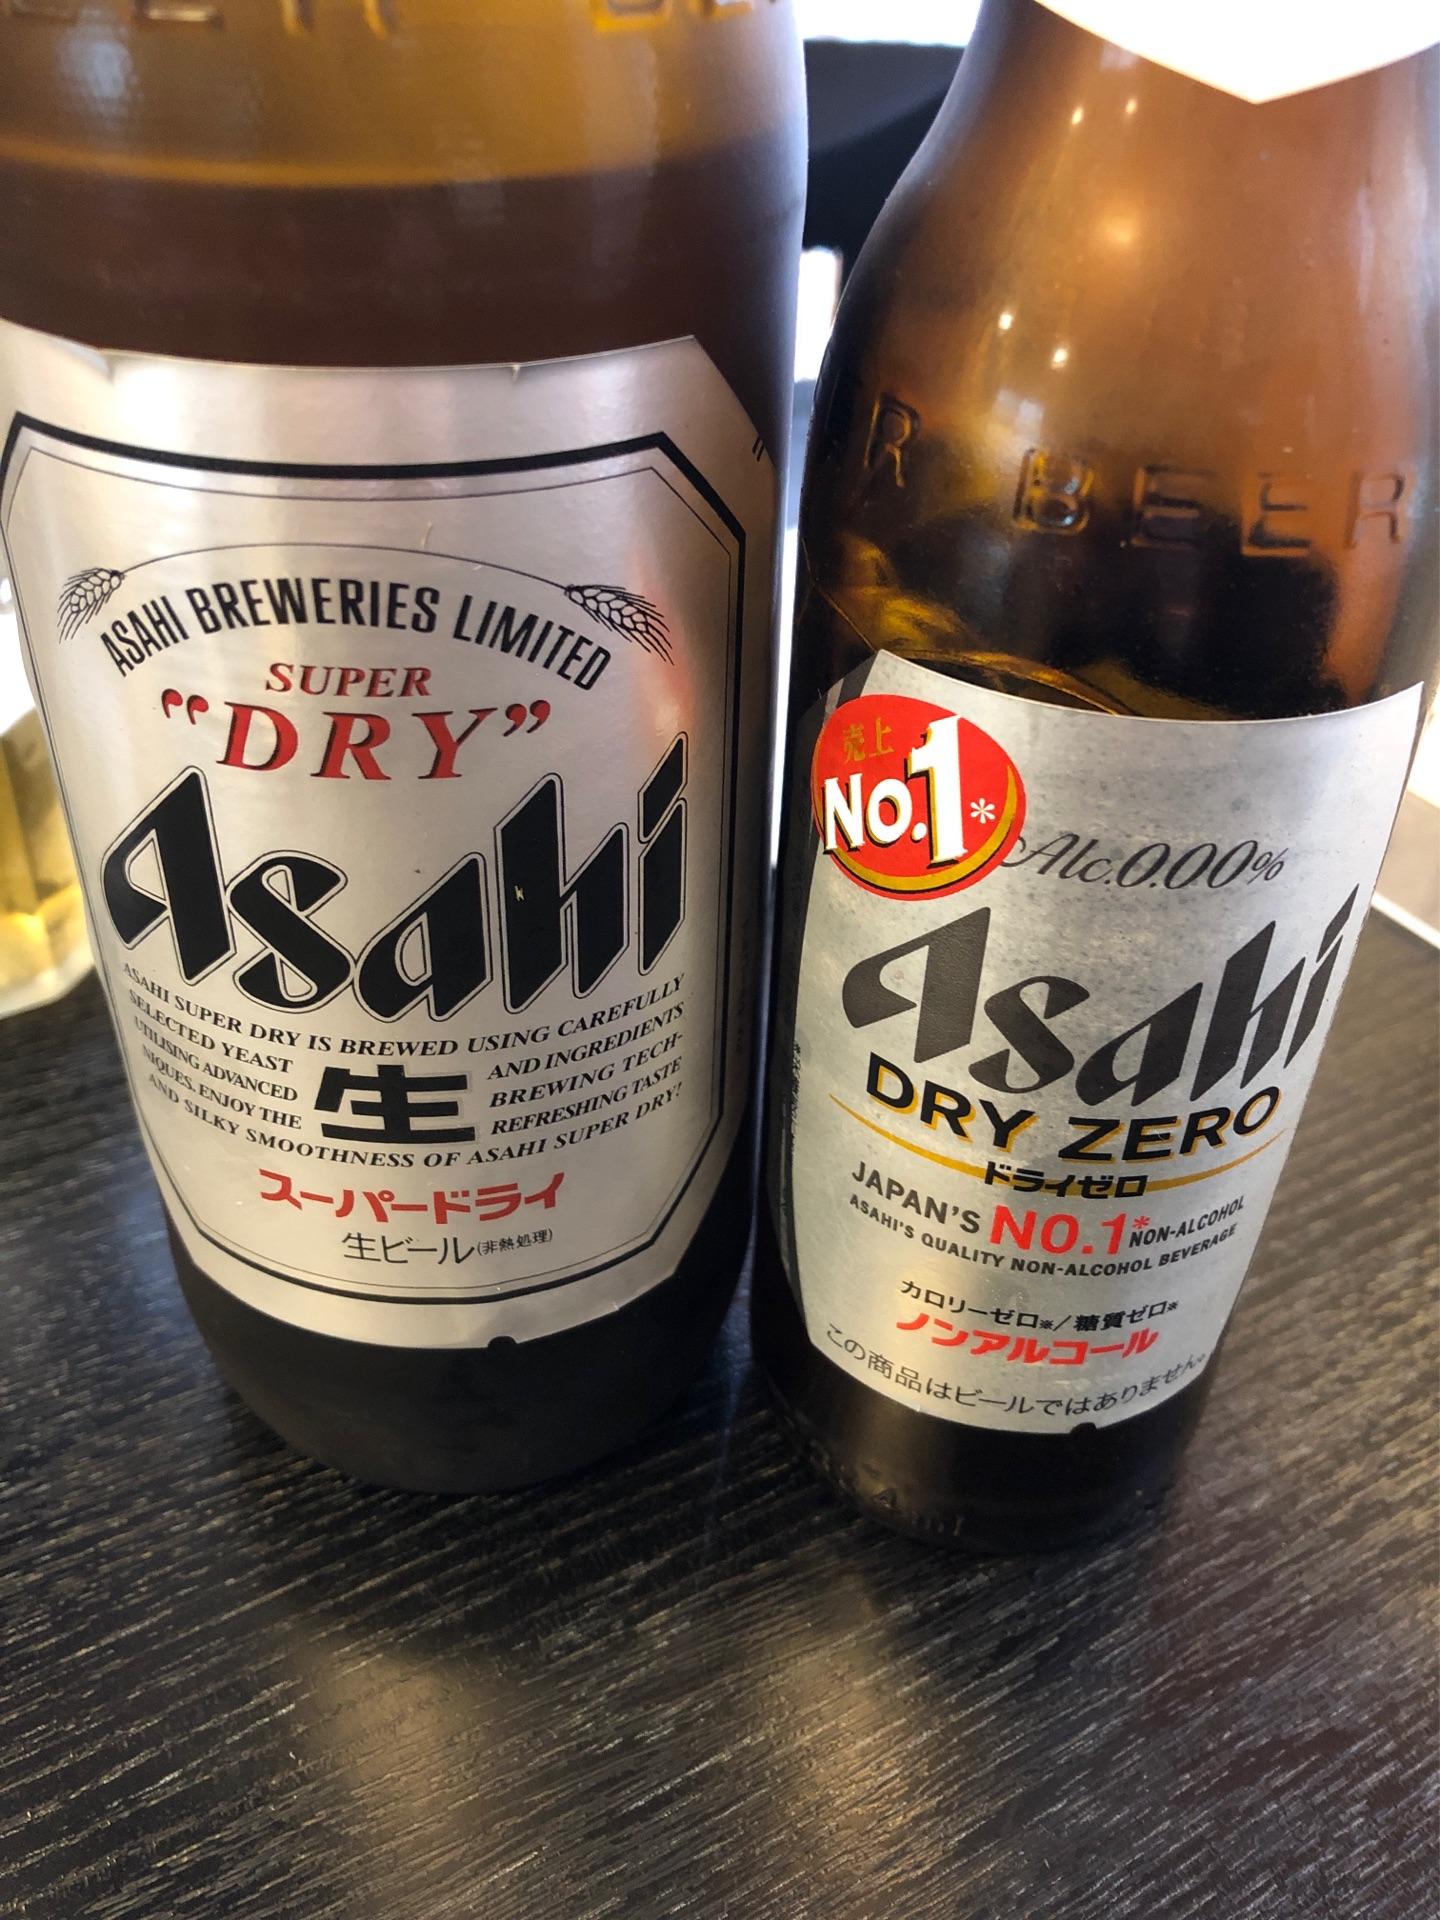 ASAHI BREWERIES LIMITED
SUPER
"DRY"
Asahi
ASAHI SUPER DRY IS BREWED USING CAREFULLY
SELECTED YEAST AND INGREDIENTS
UTILISING ADVANCED BREWING TECH-
NIQUES. ENJOY THE REFRESHING TASTE
AND SILKY SMOOTHNESS OF ASAHI SUPER DRY!
生
スーパードライ
生ビール(非熱処理)
R BEER
売上
No.1*
Alc.0.00%
Asahi
DRY ZERO
ドライゼロ
JAPAN'S NO.1* NON-ALCOHOL
ASAHI'S QUALITY NON-ALCOHOL BEVERAGE
カロリーゼロ※/糖質ゼロ※
ノンアルコール
この商品はビールではありません。